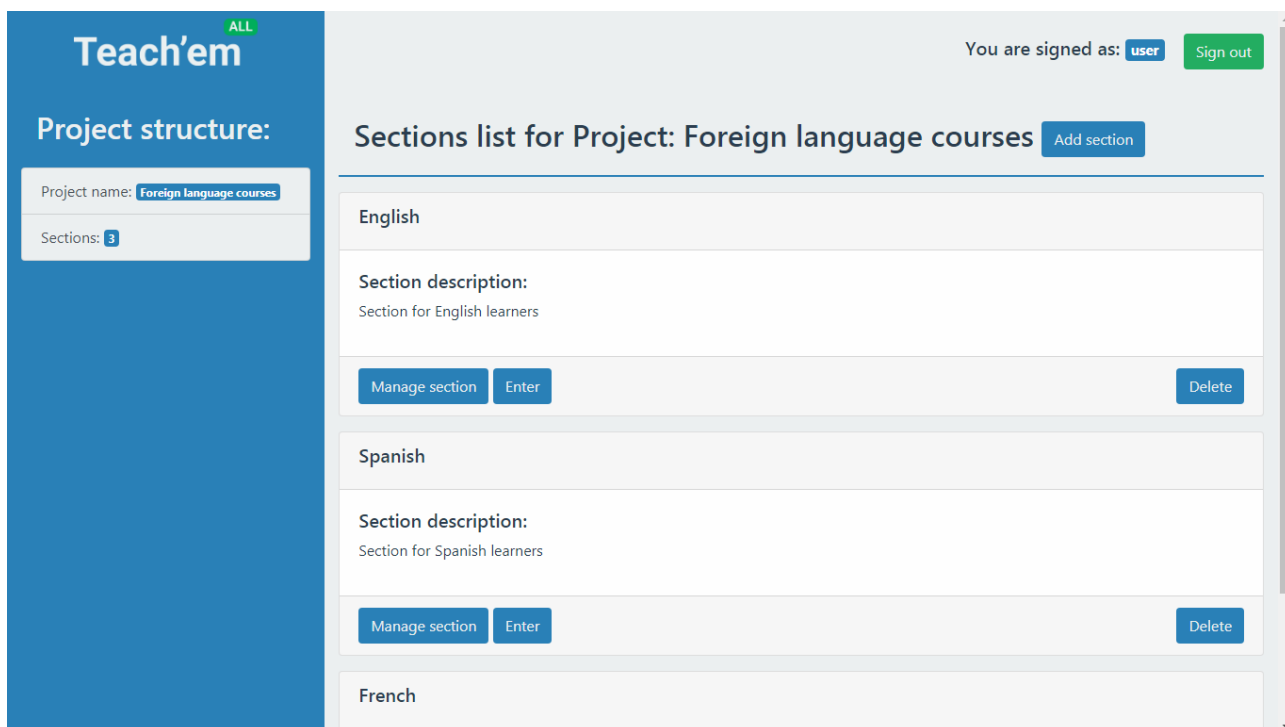 ALL
Teach'em
You are signed as: user
Sign out
Project structure:
Project name: Foreign language courses
Sections: 3
Sections list for Project: Foreign language courses
Add section
English
Section description:
Section for English learners
Manage section
Enter
Delete
Spanish
Section description:
Section for Spanish learners
Manage section
Enter
Delete
French